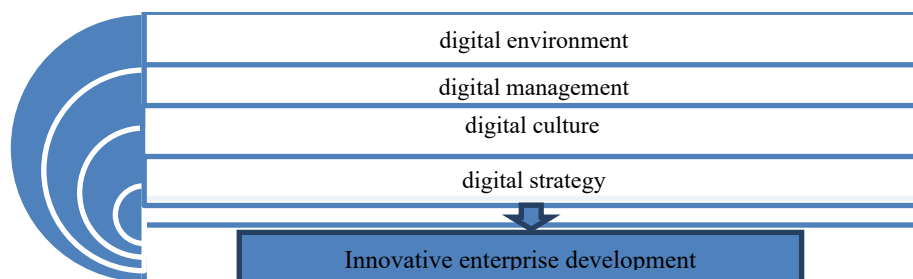 digital environment
digital management
digital culture
digital strategy
Innovative enterprise development